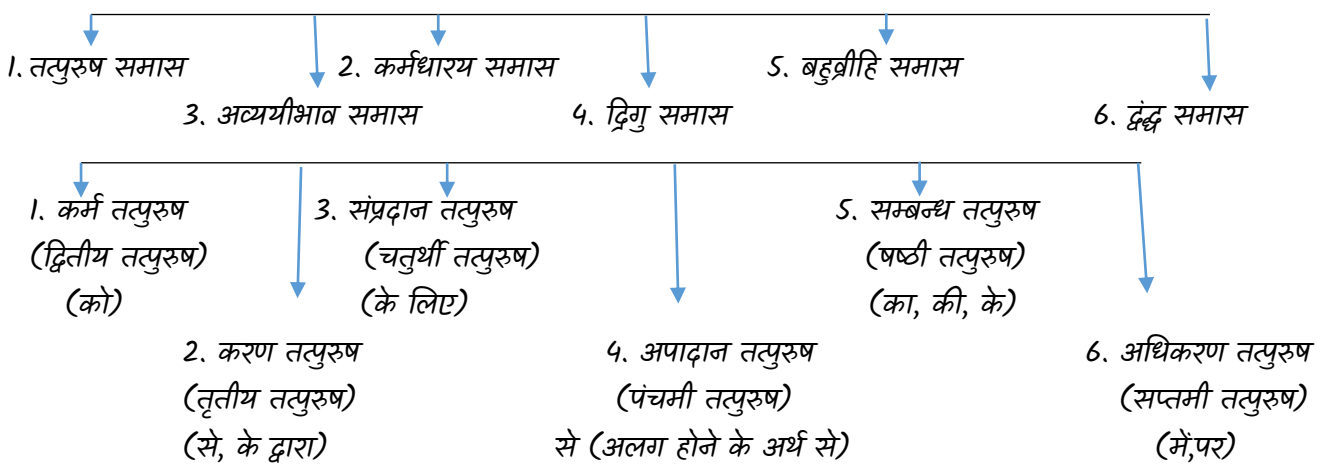 1. तत्पुरुष समास 2. कर्मधारय समास 5. बहुव्रीहि समास
3. अव्ययीभाव समास 4. द्विगु समास 6. द्वंद्ध समास
1. कर्म तत्पुरुष 3. संप्रदान तत्पुरुष 5. सम्बन्ध तत्पुरुष
(द्वितीय तत्पुरुष) (चतुर्थी तत्पुरुष) (षष्ठी तत्पुरुष)
(को) (के लिए) (का, की, के)
2. करण तत्पुरुष 4. अपादान तत्पुरुष 6. अधिकरण तत्पुरुष
(तृतीय तत्पुरुष) (पंचमी तत्पुरुष) (सप्तमी तत्पुरुष)
(से, के द्वारा) से (अलग होने के अर्थ से) (में,पर)